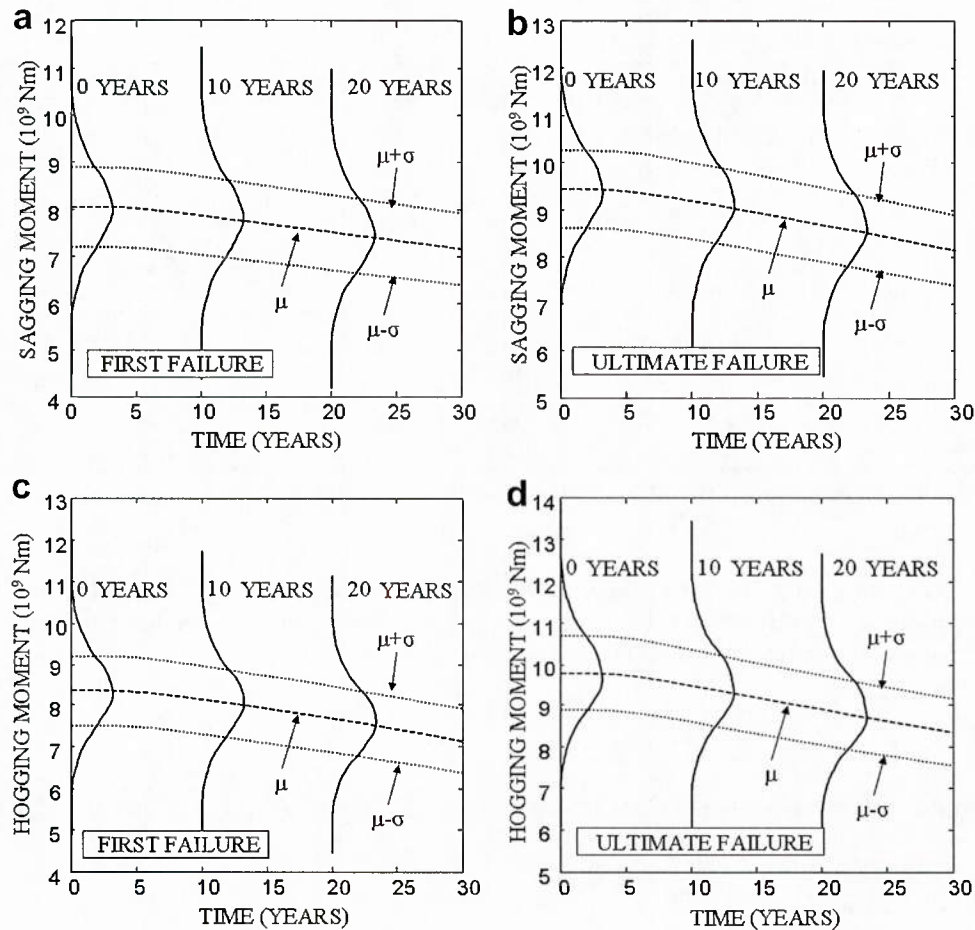 a
12
11
10
9
8
7
6
5
4
SAGGING MOMENT (10⁹ Nm)
0 YEARS
10 YEARS
20 YEARS
μ+σ
μ
μ-σ
FIRST FAILURE
0 5 10 15 20 25 30
TIME (YEARS)
b
13
12
11
10
9
8
7
6
5
SAGGING MOMENT (10⁹ Nm)
0 YEARS
10 YEARS
20 YEARS
μ+σ
μ
μ-σ
ULTIMATE FAILURE
0 5 10 15 20 25 30
TIME (YEARS)
c
13
12
11
10
9
8
7
6
5
4
HOGGING MOMENT (10⁹ Nm)
0 YEARS
10 YEARS
20 YEARS
μ+σ
μ
μ-σ
FIRST FAILURE
0 5 10 15 20 25 30
TIME (YEARS)
d
14
13
12
11
10
9
8
7
6
5
HOGGING MOMENT (10⁹ Nm)
0 YEARS
10 YEARS
20 YEARS
μ+σ
μ
μ-σ
ULTIMATE FAILURE
0 5 10 15 20 25 30
TIME (YEARS)